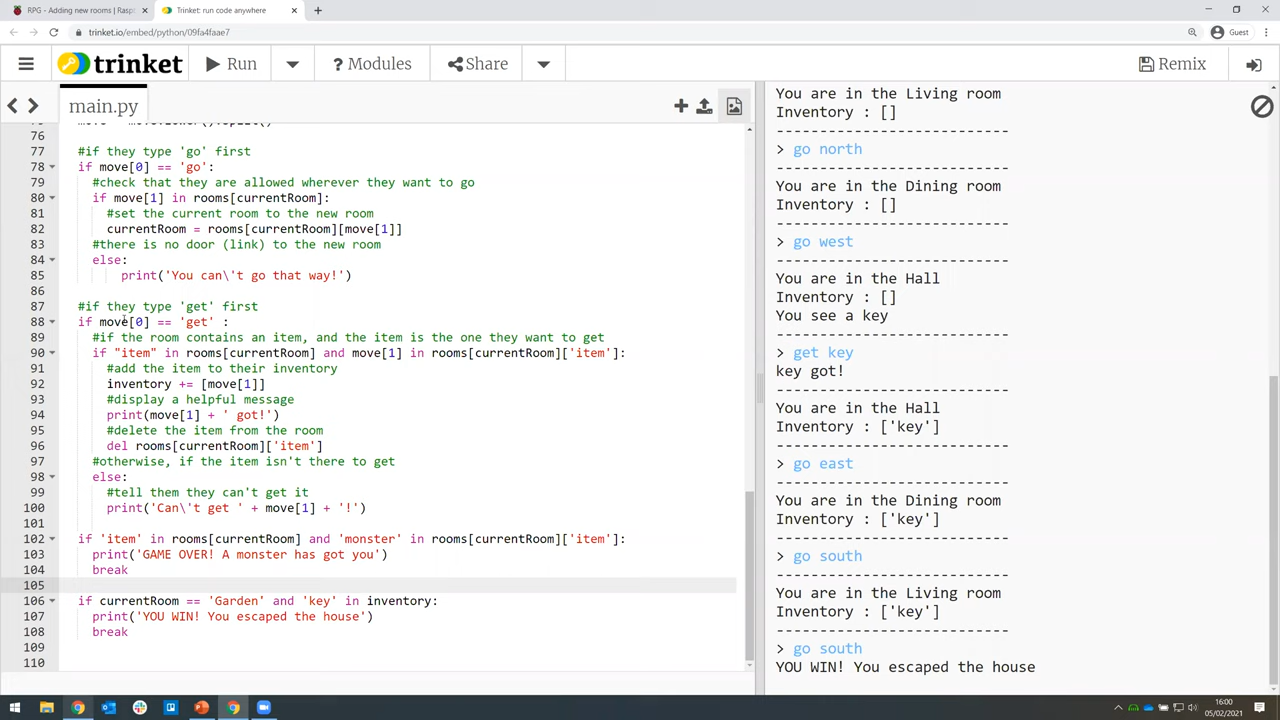 RPG - Adding new rooms | Rasp
Trinket: run code anywhere
trinket.io/embed/python/09fa4faae7
Guest
trinket
Run
? Modules
Share
Remix
main.py
76
77 #if they type 'go' first
78 if move[0] == 'go':
79 #check that they are allowed wherever they want to go
80 if move[1] in rooms[currentRoom]:
81 #set the current room to the new room
82 currentRoom = rooms[currentRoom][move[1]]
83 #there is no door (link) to the new room
84 else:
85 print('You can\'t go that way!')
86
87 #if they type 'get' first
88 if move[0] == 'get' :
89 #if the room contains an item, and the item is the one they want to get
90 if "item" in rooms[currentRoom] and move[1] in rooms[currentRoom]['item']:
91 #add the item to their inventory
92 inventory += [move[1]]
93 #display a helpful message
94 print(move[1] + ' got!')
95 #delete the item from the room
96 del rooms[currentRoom]['item']
97 #otherwise, if the item isn't there to get
98 else:
99 #tell them they can't get it
100 print('Can\'t get ' + move[1] + '!')
101
102 if 'item' in rooms[currentRoom] and 'monster' in rooms[currentRoom]['item']:
103 print('GAME OVER! A monster has got you')
104 break
105
106 if currentRoom == 'Garden' and 'key' in inventory:
107 print('YOU WIN! You escaped the house')
108 break
109
110
You are in the Living room
Inventory : []
---------------------------
> go north
---------------------------
You are in the Dining room
Inventory : []
---------------------------
> go west
---------------------------
You are in the Hall
Inventory : []
You see a key
---------------------------
> get key
key got!
---------------------------
You are in the Hall
Inventory : ['key']
---------------------------
> go east
---------------------------
You are in the Dining room
Inventory : ['key']
---------------------------
> go south
---------------------------
You are in the Living room
Inventory : ['key']
---------------------------
> go south
YOU WIN! You escaped the house
16:00
05/02/2021